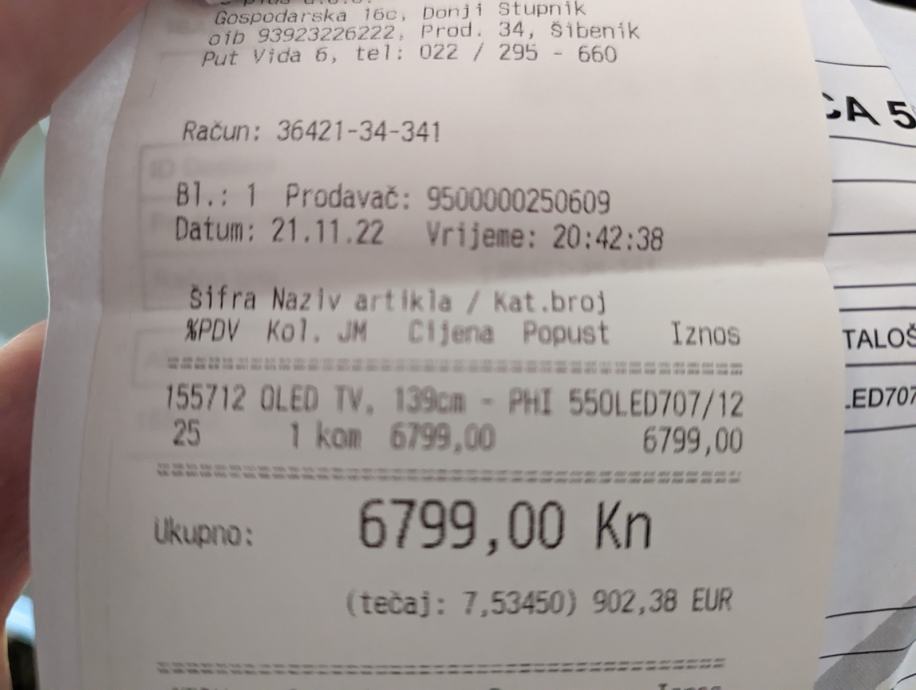 Gospodarska 16c, Donji Stupnik
oib 93923226222, Prod. 34, Šibenik
Put Vida 6, tel: 022 / 295 - 660
Račun: 36421-34-341
Bl.: 1 Prodavač: 9500000250609
Datum: 21.11.22 Vrijeme: 20:42:38
Šifra Naziv artikla / Kat.broj
%PDV Kol. JM Cijena Popust Iznos
155712 OLED TV, 139cm - PHI 55OLED707/12
25 1 kom 6799,00 6799,00
Ukupno: 6799,00 Kn
(tečaj: 7,53450) 902,38 EUR
CA 5
TALOŠ
LED707